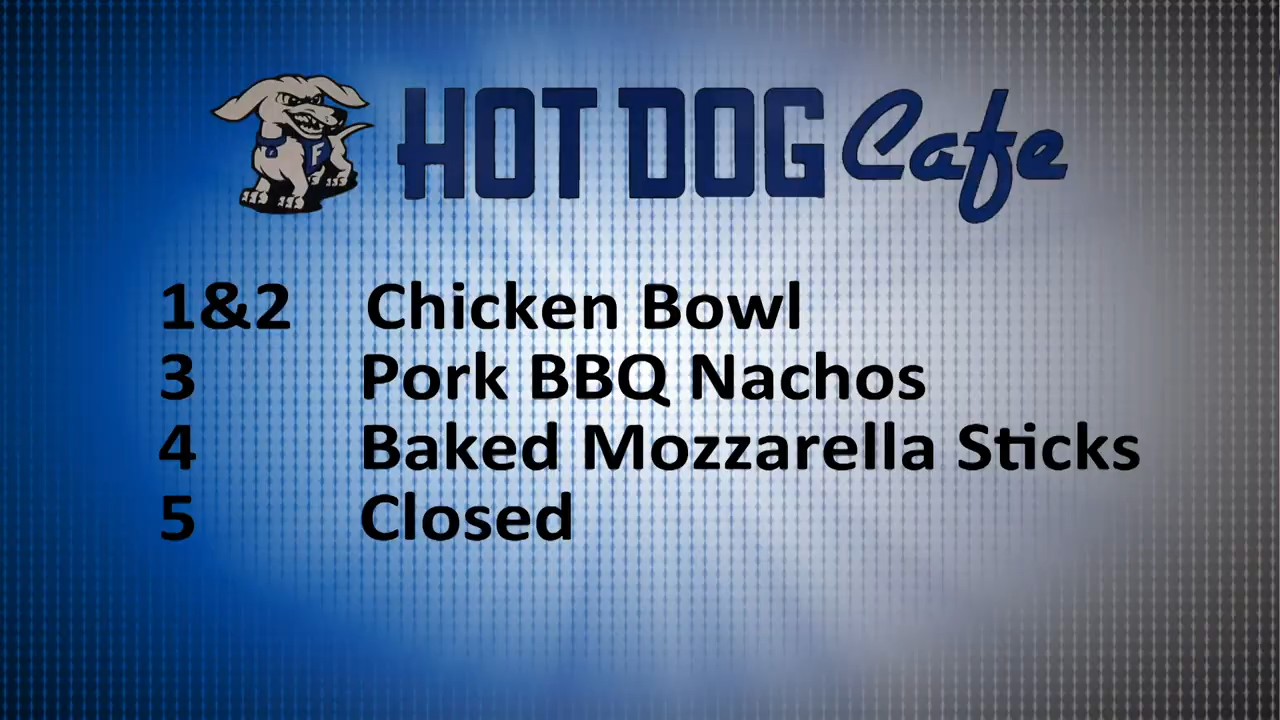 HOT DOG Cafe
F
1&2 Chicken Bowl
3 Pork BBQ Nachos
4 Baked Mozzarella Sticks
5 Closed